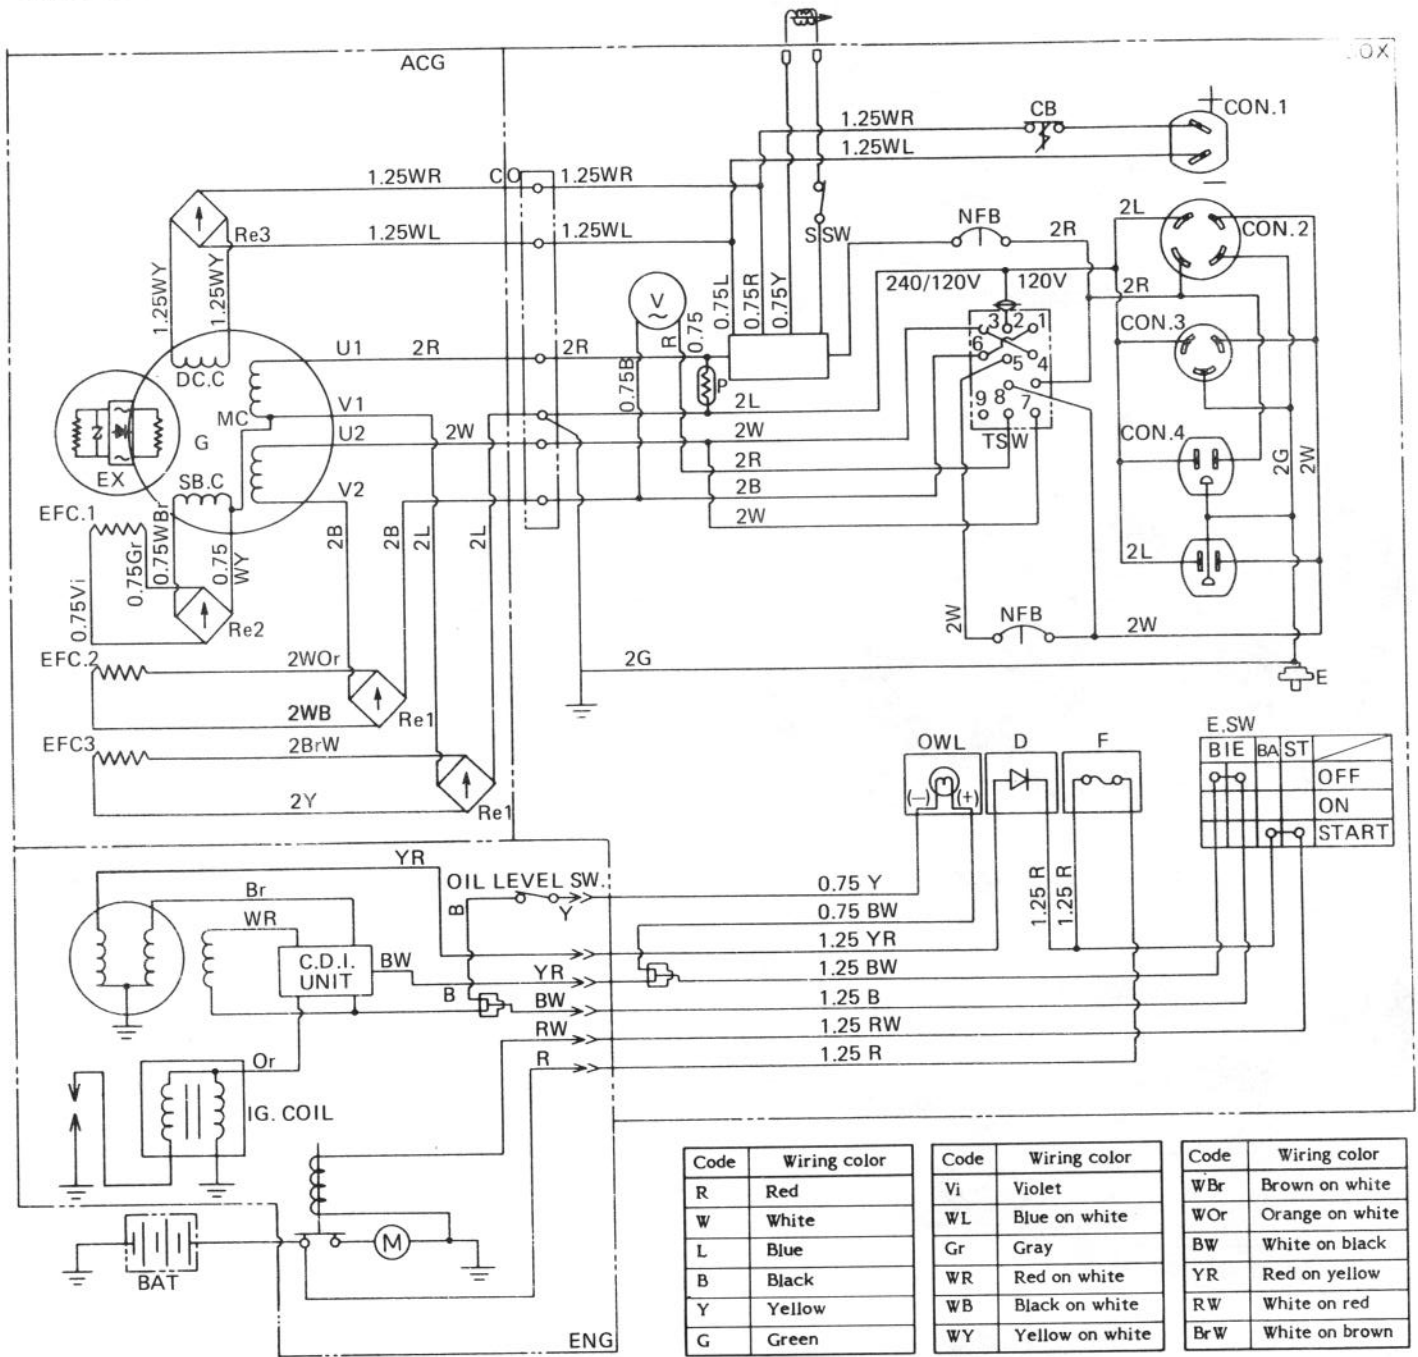 ACG
OX
1.25WR
CB
CON.1
+
1.25WL
−
1.25WR
CO
1.25WR
1.25WL
1.25WL
Re3
S SW
NFB
2R
2L
CON.2
1.25WY
1.25WY
V
0.75L
0.75R
0.75Y
240/120V
120V
2R
R
0.75
0.75B
3 2 1
6
5 4
9 8 7
TSW
CON.3
U1
2R
2R
DC.C
P
MC
V1
2L
G
U2
2W
2W
CON.4
EX
2R
2G
2W
SB.C
V2
2B
2W
EFC.1
0.75WBr
0.75Gr
0.75
WY
0.75Vi
2B
2B
2L
2L
2L
Re2
2W
NFB
2W
EFC.2
2WOr
2G
E
2WB
Re1
EFC3
2BrW
2Y
Re1
OWL
D
F
(−)
(+)
E.SW
B IE BA ST
OFF
ON
START
YR
OIL LEVEL SW.
Br
B
Y
0.75 Y
1.25 R
1.25 R
WR
0.75 BW
C.D.I.
UNIT
BW
1.25 YR
YR
1.25 BW
B
BW
1.25 B
RW
1.25 RW
R
1.25 R
Or
IG. COIL
M
BAT
ENG
Code Wiring color
R Red
W White
L Blue
B Black
Y Yellow
G Green
Code Wiring color
Vi Violet
WL Blue on white
Gr Gray
WR Red on white
WB Black on white
WY Yellow on white
Code Wiring color
WBr Brown on white
WOr Orange on white
BW White on black
YR Red on yellow
RW White on red
BrW White on brown